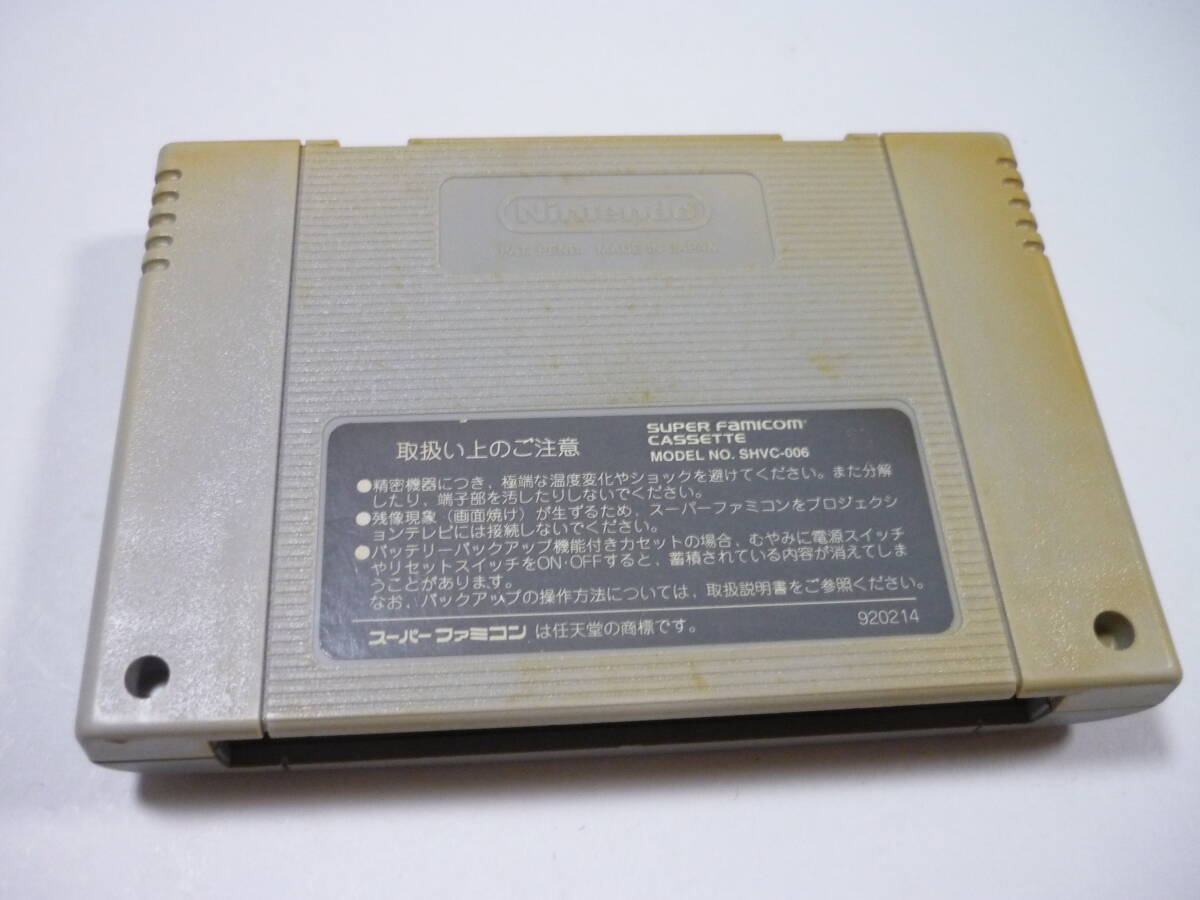 Nintendo
PAT. PEND. MADE IN JAPAN
取扱い上のご注意
SUPER FAMICOM
CASSETTE
MODEL NO. SHVC-006
●精密機器につき、極端な温度変化やショックを避けてください。また分解
したり、端子部を汚したりしないでください。
●残像現象（画面焼け）が生ずるため、スーパーファミコンをプロジェクシ
ョンテレビには接続しないでください。
●バッテリーバックアップ機能付きカセットの場合、むやみに電源スイッチ
やリセットスイッチをON・OFFすると、蓄積されている内容が消えてしま
うことがあります。
なお、バックアップの操作方法については、取扱説明書をご参照ください。
スーパーファミコン は任天堂の商標です。
920214